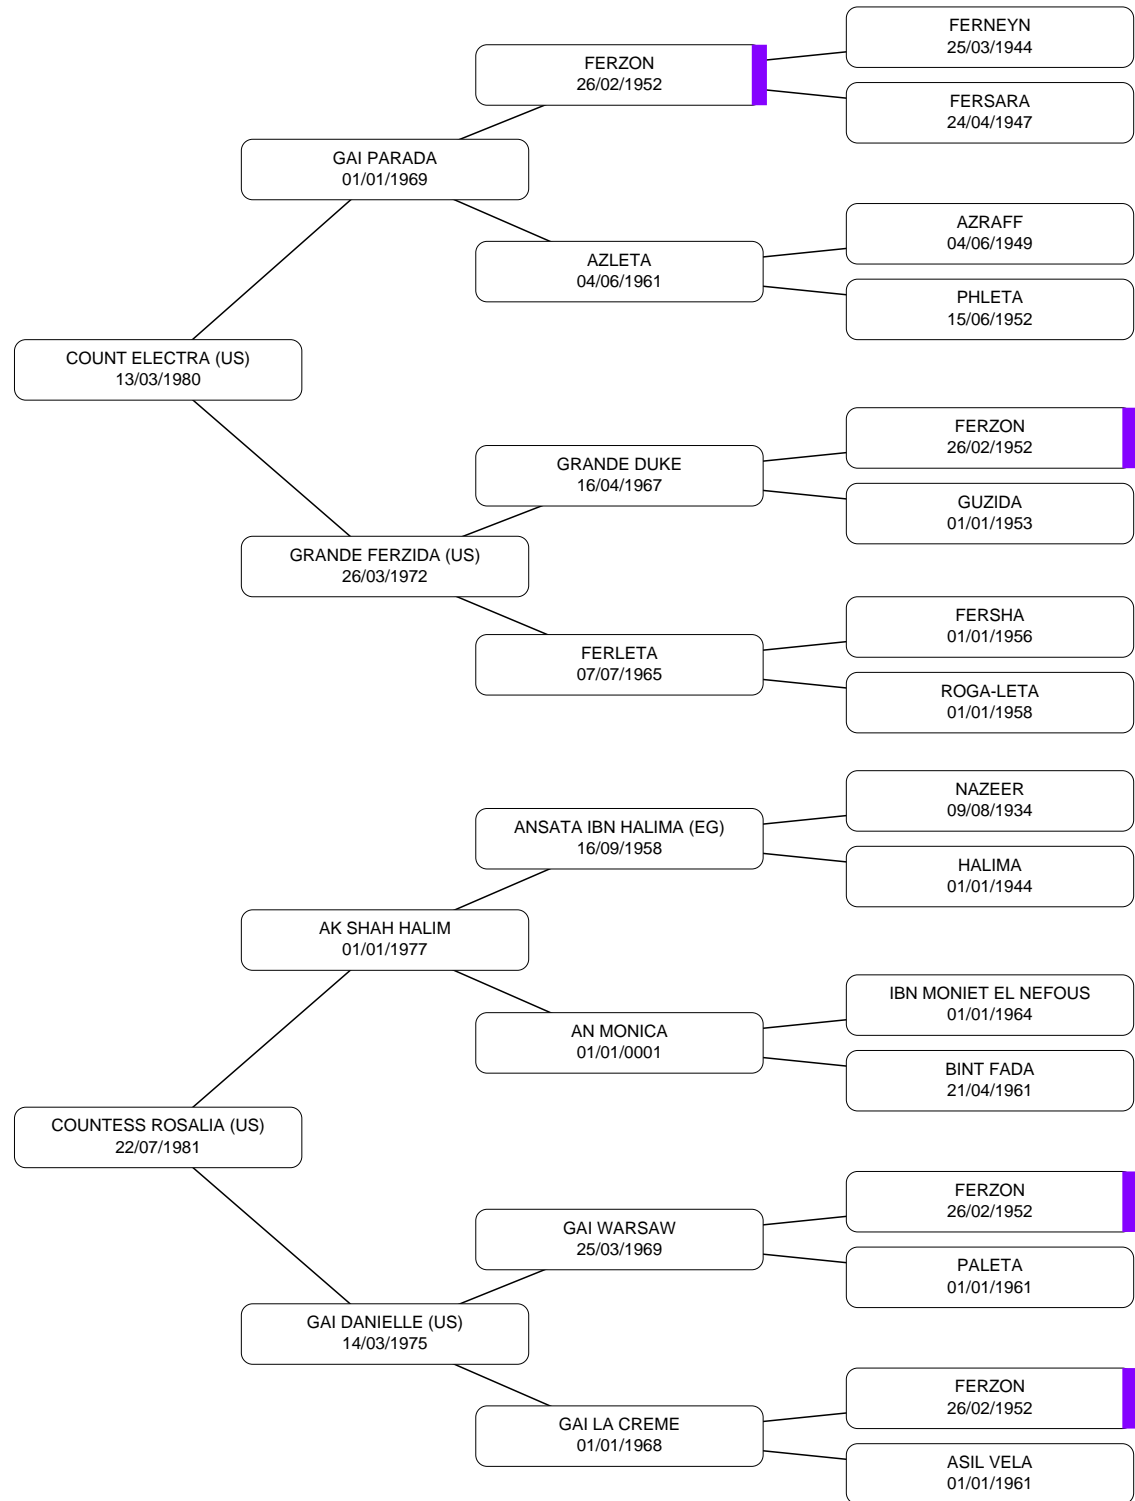 FERNEYN
25/03/1944
FERZON
26/02/1952
FERSARA
24/04/1947
GAI PARADA
01/01/1969
AZRAFF
04/06/1949
AZLETA
04/06/1961
PHLETA
15/06/1952
COUNT ELECTRA (US)
13/03/1980
FERZON
26/02/1952
GRANDE DUKE
16/04/1967
GUZIDA
01/01/1953
GRANDE FERZIDA (US)
26/03/1972
FERSHA
01/01/1956
FERLETA
07/07/1965
ROGA-LETA
01/01/1958
NAZEER
09/08/1934
ANSATA IBN HALIMA (EG)
16/09/1958
HALIMA
01/01/1944
AK SHAH HALIM
01/01/1977
IBN MONIET EL NEFOUS
01/01/1964
AN MONICA
01/01/0001
BINT FADA
21/04/1961
COUNTESS ROSALIA (US)
22/07/1981
FERZON
26/02/1952
GAI WARSAW
25/03/1969
PALETA
01/01/1961
GAI DANIELLE (US)
14/03/1975
FERZON
26/02/1952
GAI LA CREME
01/01/1968
ASIL VELA
01/01/1961